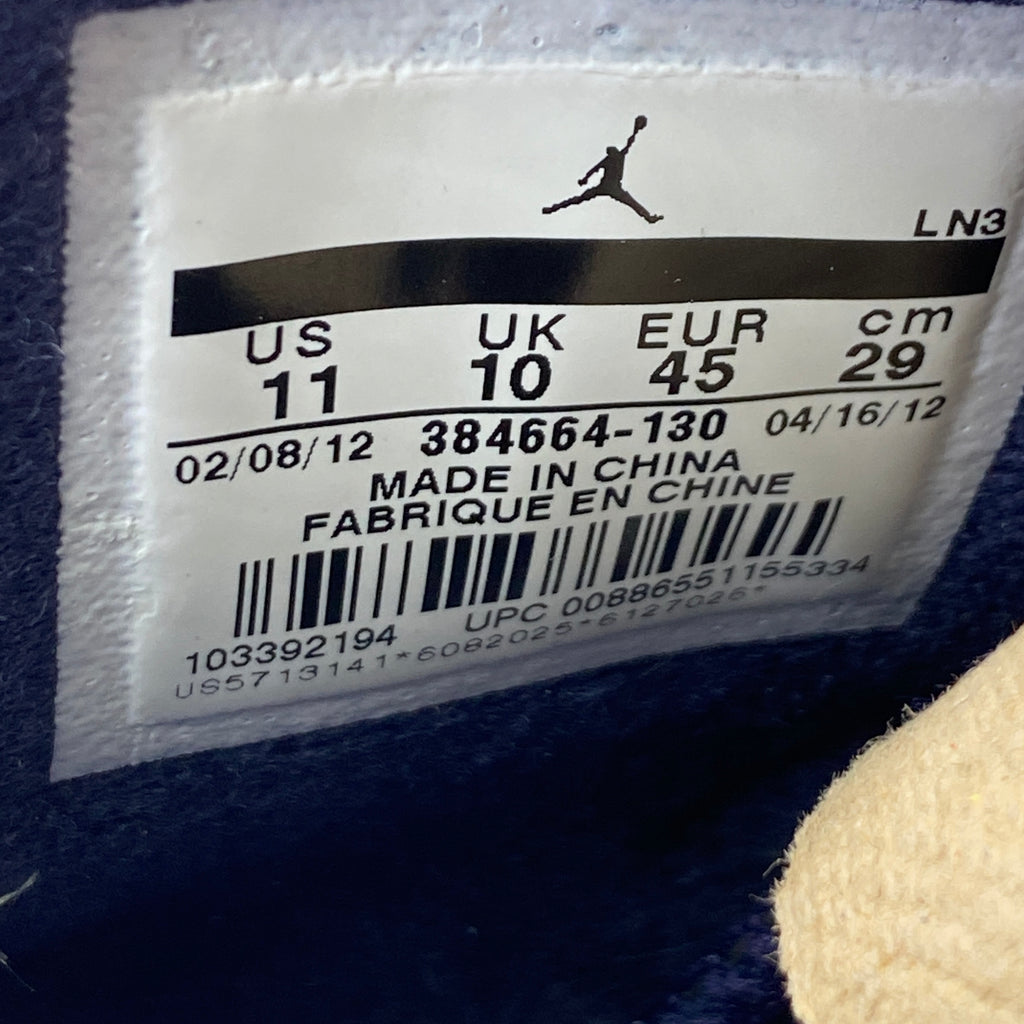 LN3
US UK EUR cm
11 10 45 29
02/08/12 384664-130 04/16/12
MADE IN CHINA
FABRIQUE EN CHINE
103392194 UPC 00886551155334
US5713141*6082025*6127026*